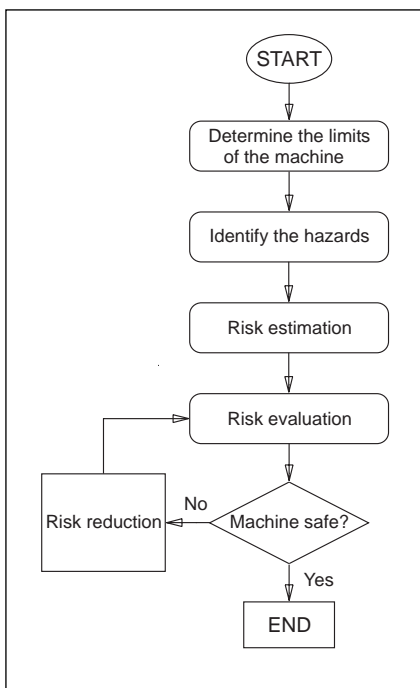 START
Determine the limits
of the machine
Identify the hazards
Risk estimation
Risk evaluation
No
Risk reduction
Machine safe?
Yes
END